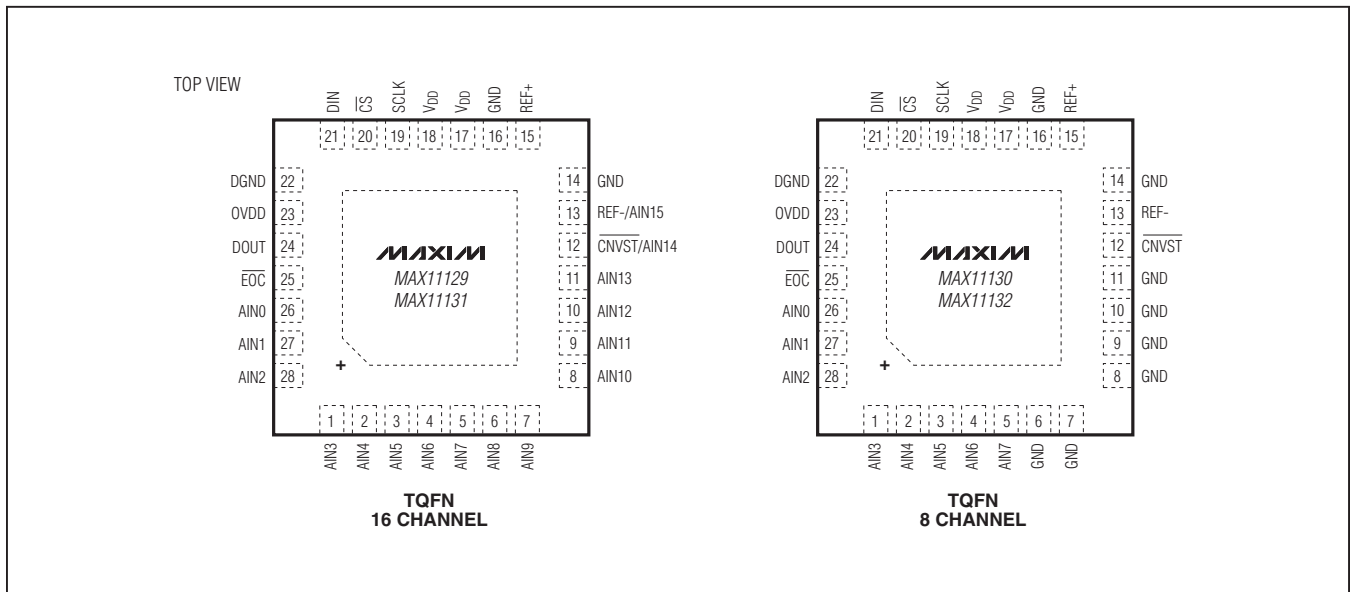 TOP VIEW
DIN
CS
SCLK
VDD
VDD
GND
REF+
21 20 19 18 17 16 15
DGND 22
OVDD 23
DOUT 24
EOC 25
AIN0 26
AIN1 27
AIN2 28
14 GND
13 REF-/AIN15
12 CNVST/AIN14
11 AIN13
10 AIN12
9 AIN11
8 AIN10
MAXIM
MAX11129
MAX11131
+
1 2 3 4 5 6 7
AIN3
AIN4
AIN5
AIN6
AIN7
AIN8
AIN9
TQFN
16 CHANNEL
DIN
CS
SCLK
VDD
VDD
GND
REF+
21 20 19 18 17 16 15
DGND 22
OVDD 23
DOUT 24
EOC 25
AIN0 26
AIN1 27
AIN2 28
14 GND
13 REF-
12 CNVST
11 GND
10 GND
9 GND
8 GND
MAXIM
MAX11130
MAX11132
+
1 2 3 4 5 6 7
AIN3
AIN4
AIN5
AIN6
AIN7
GND
GND
TQFN
8 CHANNEL